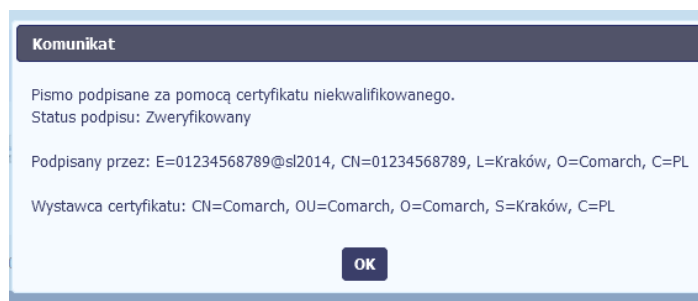 Komunikat
Pismo podpisane za pomocą certyfikatu niekwalifikowanego.
Status podpisu: Zweryfikowany
Podpisany przez: E=01234568789@sl2014, CN=01234568789, L=Kraków, O=Comarch, C=PL
Wystawca certyfikatu: CN=Comarch, OU=Comarch, O=Comarch, S=Kraków, C=PL
OK